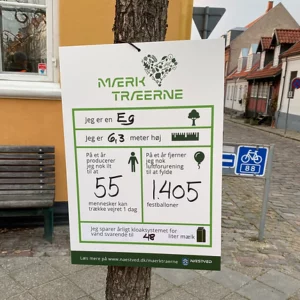 MÆRK
TRÆERNE
Jeg er en Eg
Jeg er 6,3 meter høj
På et år
producerer
jeg nok ilt
til at
55
mennesker kan
trække vejret 1 dag
På et år fjerner
jeg nok
luftforurening
til at fylde
1.405
festballoner
Jeg sparer årligt kloaksystemet for
vand svarende til 48 liter mælk
Læs mere på www.naestved.dk/maerktraeerne
NÆSTVED
88